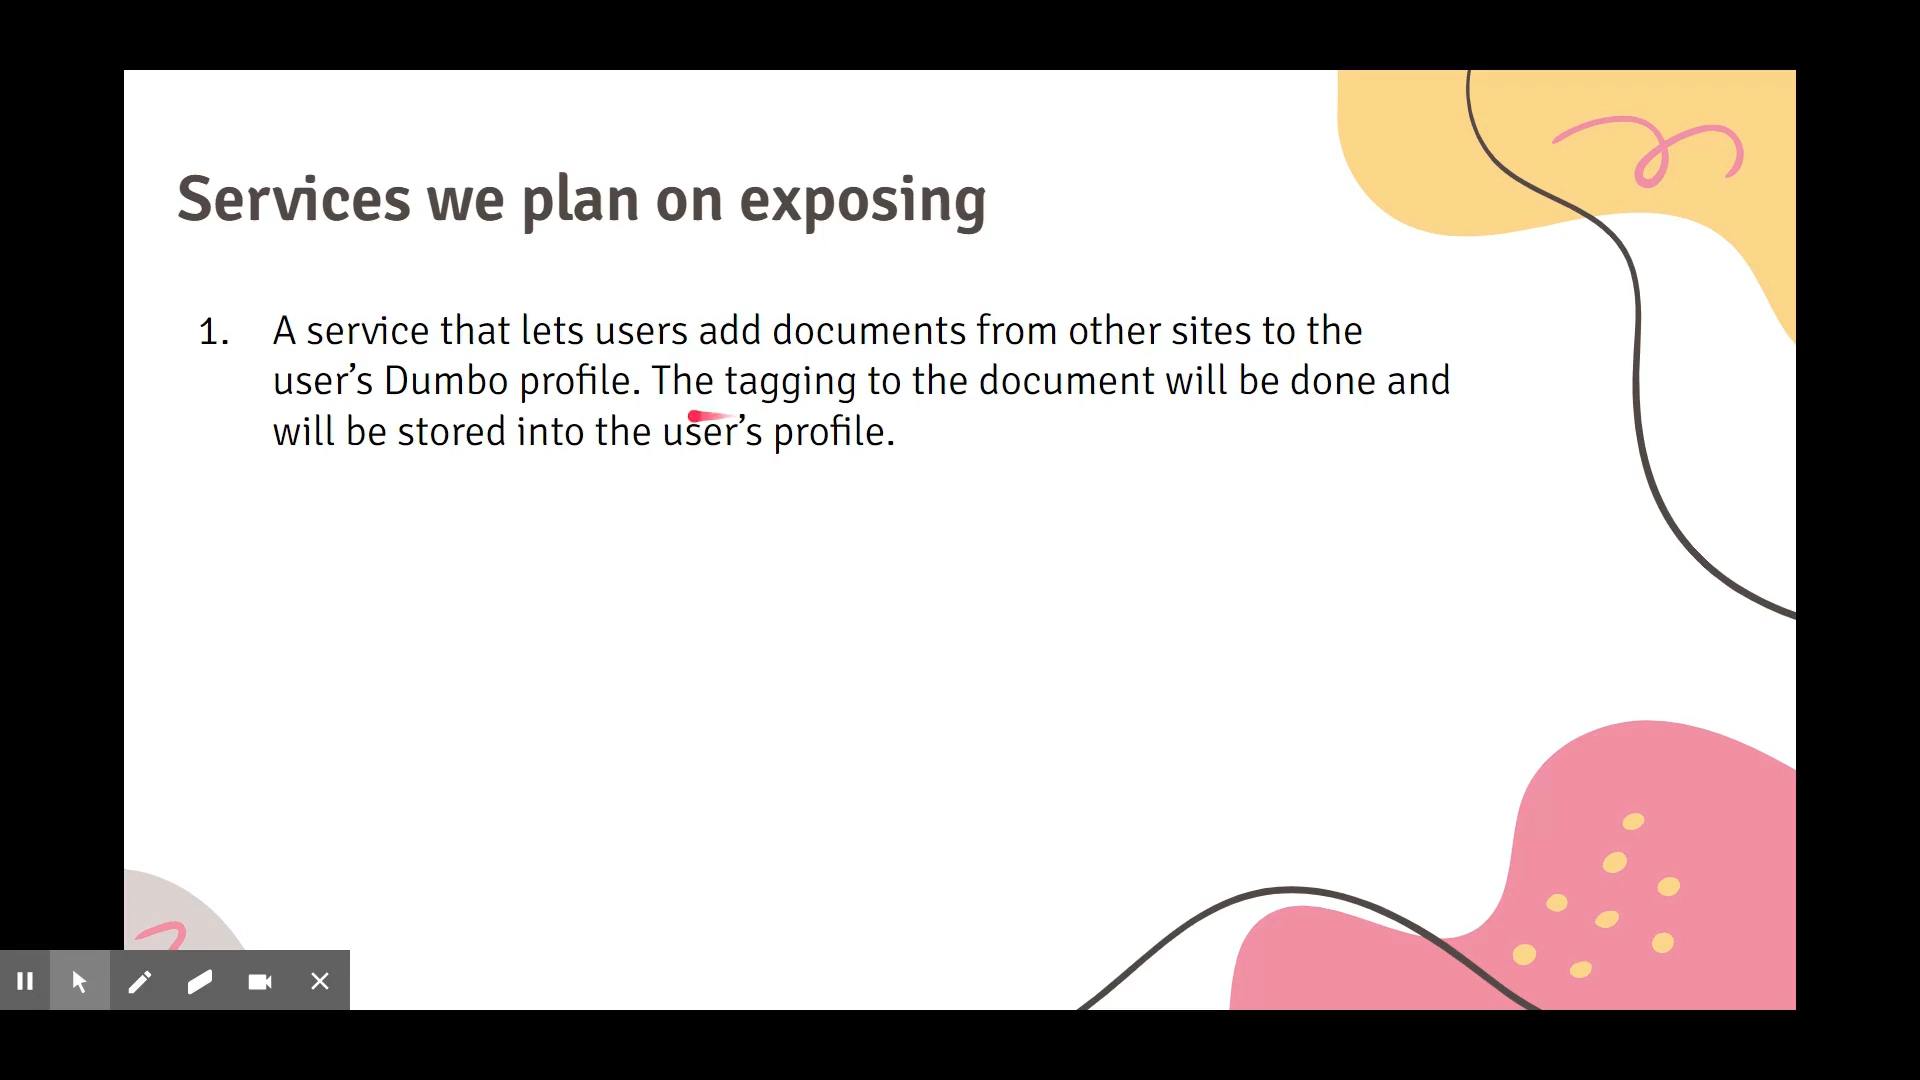 Services we plan on exposing
1. A service that lets users add documents from other sites to the
user’s Dumbo profile. The tagging to the document will be done and
will be stored into the user’s profile.